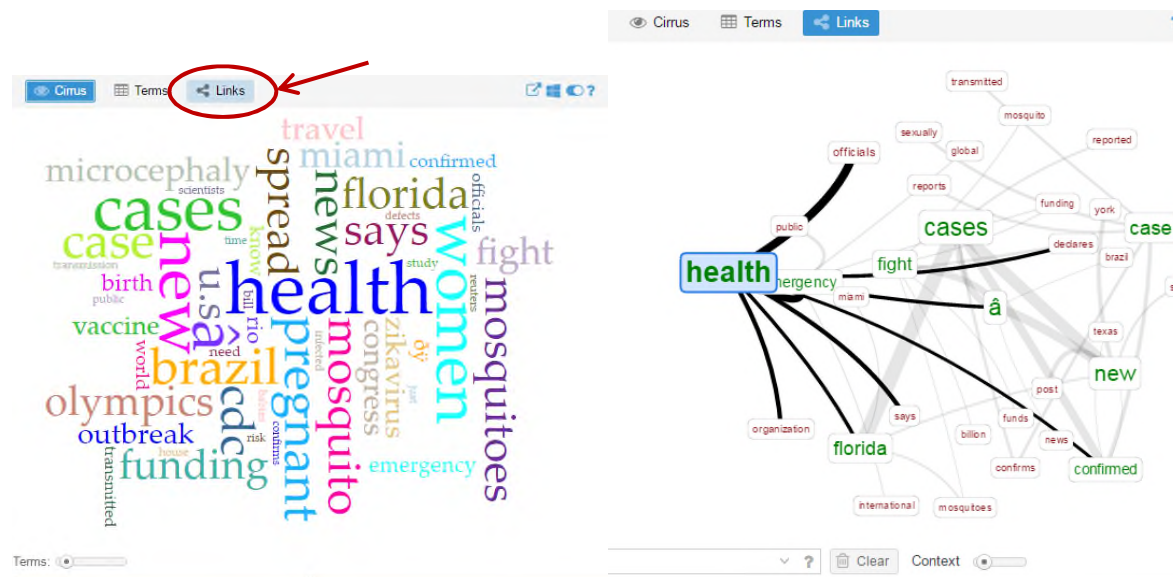 Cirrus Terms Links
travel
microcephaly
spread
miami
confirmed
scientists
news
florida
officials
cases
defects
case
new
time
know
says
women
fight
transmission
study
birth
u.s
health
reuters
mosquitoes
public
bill
vaccine
â
rio
pregnant
infected
mosquito
congress
zikavirus
ðÿ
need
world
brazil
just
olympics
cdc
babies
confirms
outbreak
risk
house
transmitted
funding
emergency
Terms:
Cirrus Terms Links
transmitted
mosquito
sexually
reported
officials
global
reports
funding
york
public
cases
case
declares
brazil
fight
health
nergency
miami
â
texas
new
post
says
funds
organization
billion
news
florida
confirms
confirmed
international
mosquitoes
? Clear Context